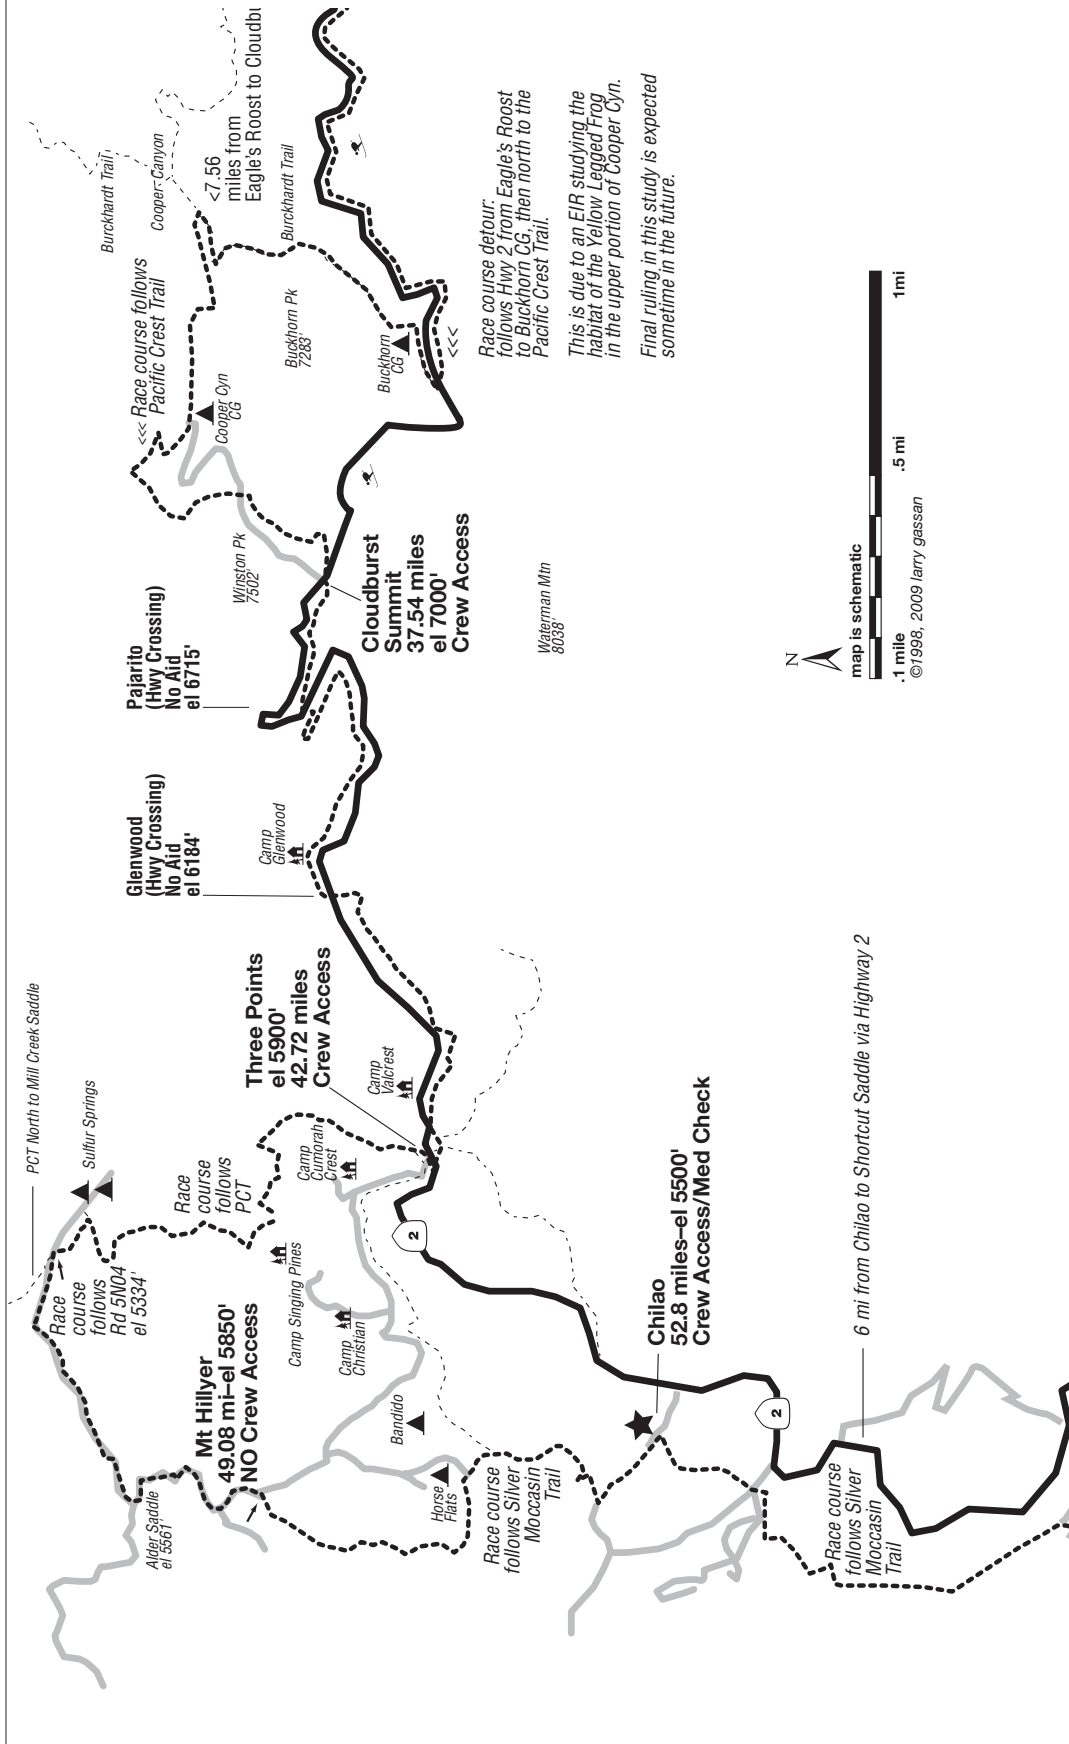 PCT North to Mill Creek Saddle
Sulfur Springs
Race
course
follows
Rd 5N04
el 5334'
Race
course
follows
PCT
Alder Saddle
el 5561'
Mt Hillyer
49.08 mi–el 5850'
NO Crew Access
Camp Singing Pines
Camp
Christian
Camp
Cumorah
Crest
Bandido
Horse
Flats
Race course
follows Silver
Moccasin
Trail
2
Three Points
el 5900'
42.72 miles
Crew Access
Camp
Valcrest
Glenwood
(Hwy Crossing)
No Aid
el 6184'
Camp
Glenwood
Pajarito
(Hwy Crossing)
No Aid
el 6715'
Winston Pk
7502'
Cloudburst
Summit
37.54 miles
el 7000'
Crew Access
Waterman Mtn
8038'
<<< Race course follows
Pacific Crest Trail
Cooper Cyn
CG
Buckhorn Pk
7283'
Buckhorn
CG
<<<
Burckhardt Trail
Cooper Canyon
<7.56
miles from
Eagle's Roost to Cloudbu
Burckhardt Trail
Race course detour:
follows Hwy 2 from Eagle's Roost
to Buckhorn CG, then north to the
Pacific Crest Trail.
This is due to an EIR studying the
habitat of the Yellow Legged Frog
in the upper portion of Cooper Cyn.
Final ruling in this study is expected
sometime in the future.
Chilao
52.8 miles–el 5500'
Crew Access/Med Check
2
6 mi from Chilao to Shortcut Saddle via Highway 2
Race course
follows Silver
Moccasin
Trail
N
map is schematic
.1 mile
.5 mi
1mi
©1998, 2009 larry gassan